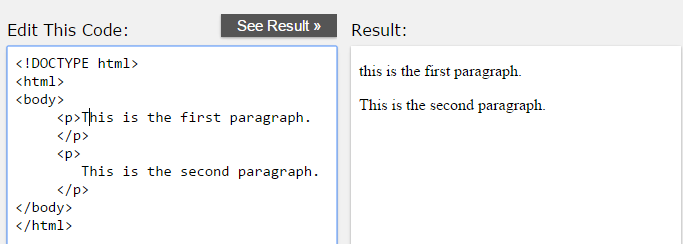 Edit This Code:
See Result »
<!DOCTYPE html>
<html>
<body>
<p>This is the first paragraph.
</p>
<p>
This is the second paragraph.
</p>
</body>
</html>
Result:
this is the first paragraph.
This is the second paragraph.